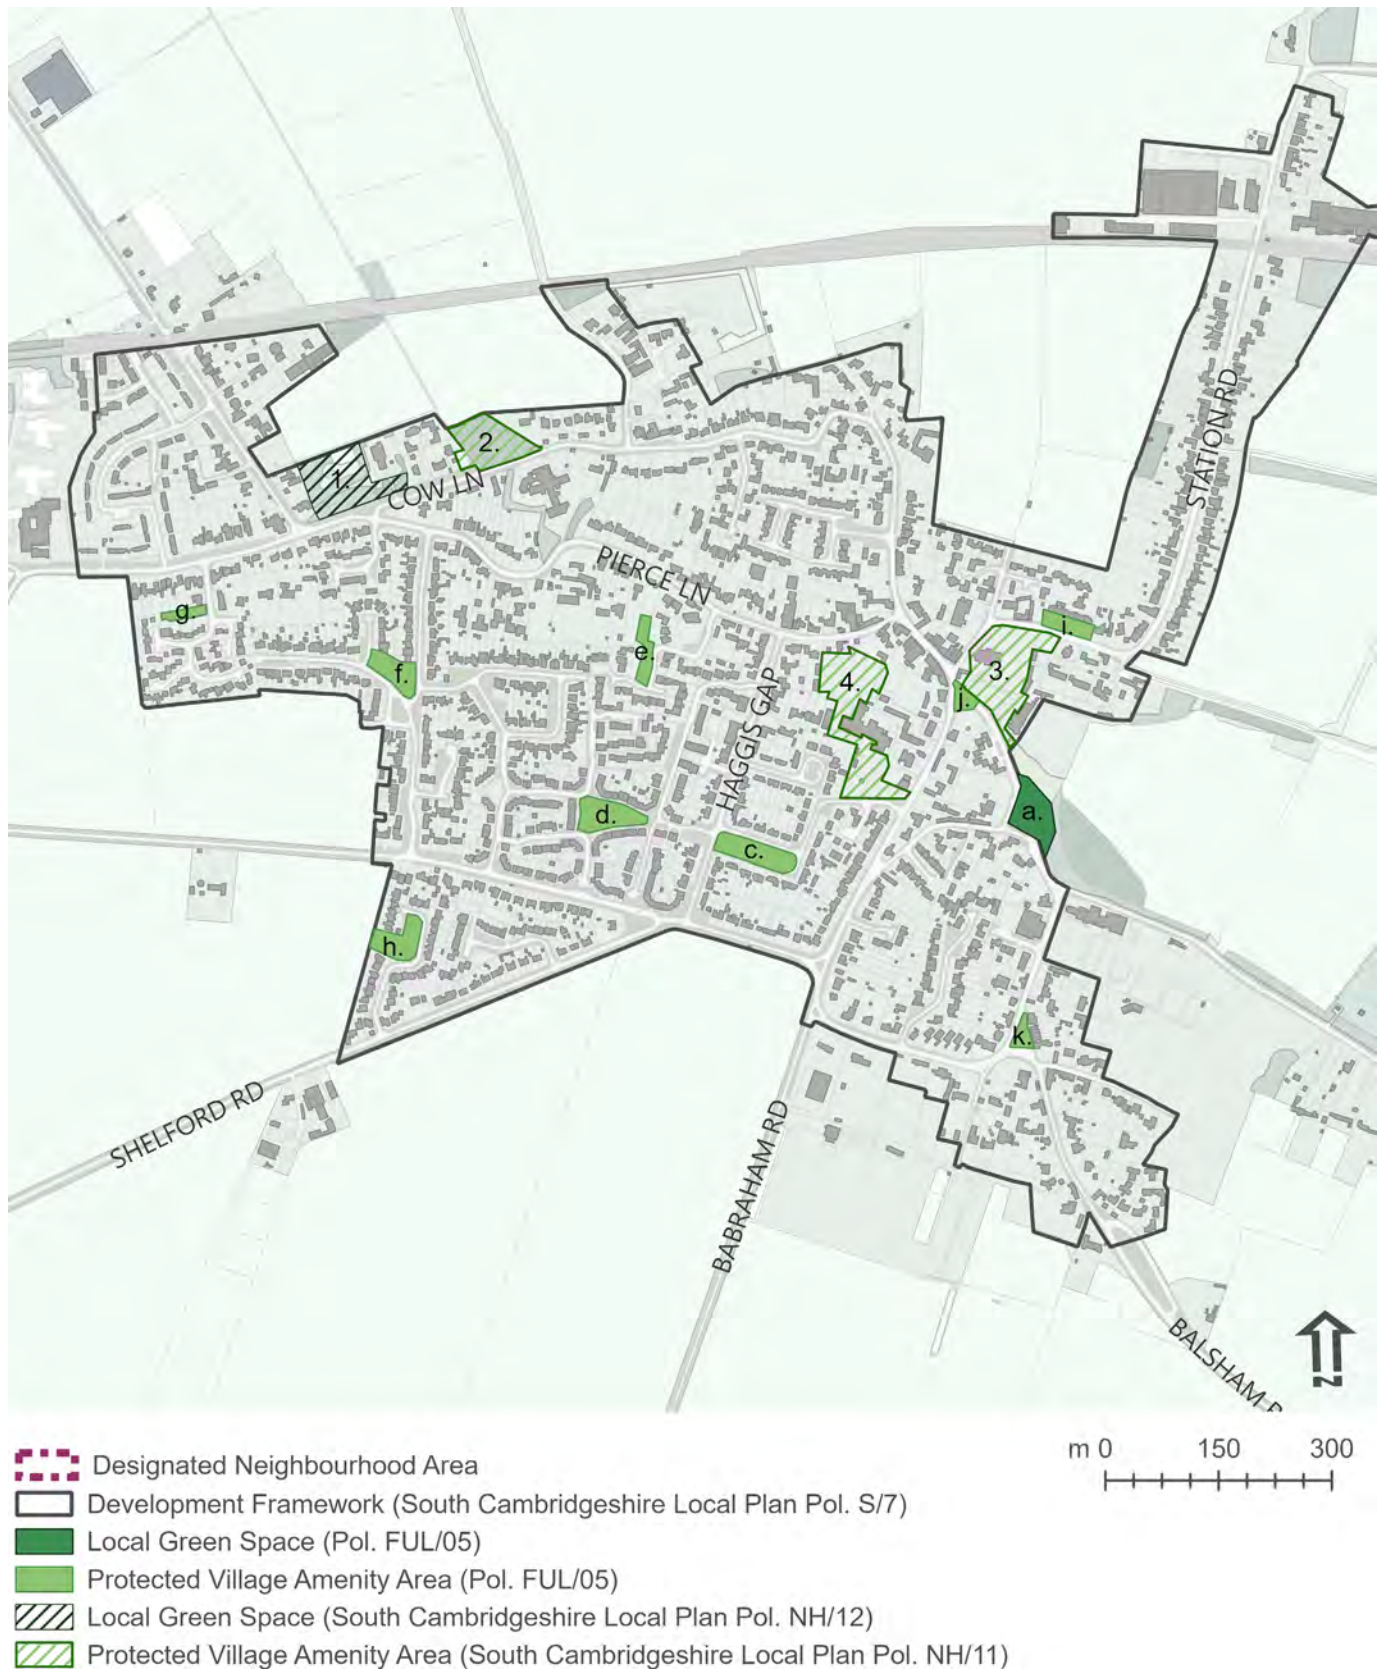 STATION RD
2.
1.
COW LN
PIERCE LN
g.
i.
e.
f.
3.
4.
j.
HAGGIS GAP
a.
d.
c.
h.
k.
SHELFORD RD
BABRAHAM RD
BALSHAM R
N
m 0 150 300
Designated Neighbourhood Area
Development Framework (South Cambridgeshire Local Plan Pol. S/7)
Local Green Space (Pol. FUL/05)
Protected Village Amenity Area (Pol. FUL/05)
Local Green Space (South Cambridgeshire Local Plan Pol. NH/12)
Protected Village Amenity Area (South Cambridgeshire Local Plan Pol. NH/11)